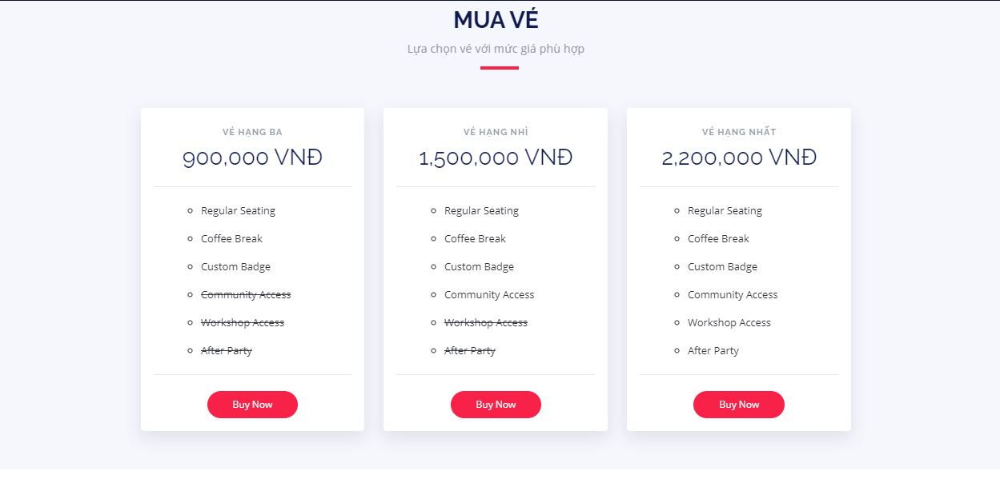 MUA VÉ
Lựa chọn vé với mức giá phù hợp
VÉ HẠNG BA
900,000 VNĐ
Regular Seating
Coffee Break
Custom Badge
Community Access
Workshop Access
After Party
Buy Now
VÉ HẠNG NHÌ
1,500,000 VNĐ
Regular Seating
Coffee Break
Custom Badge
Community Access
Workshop Access
After Party
Buy Now
VÉ HẠNG NHẤT
2,200,000 VNĐ
Regular Seating
Coffee Break
Custom Badge
Community Access
Workshop Access
After Party
Buy Now